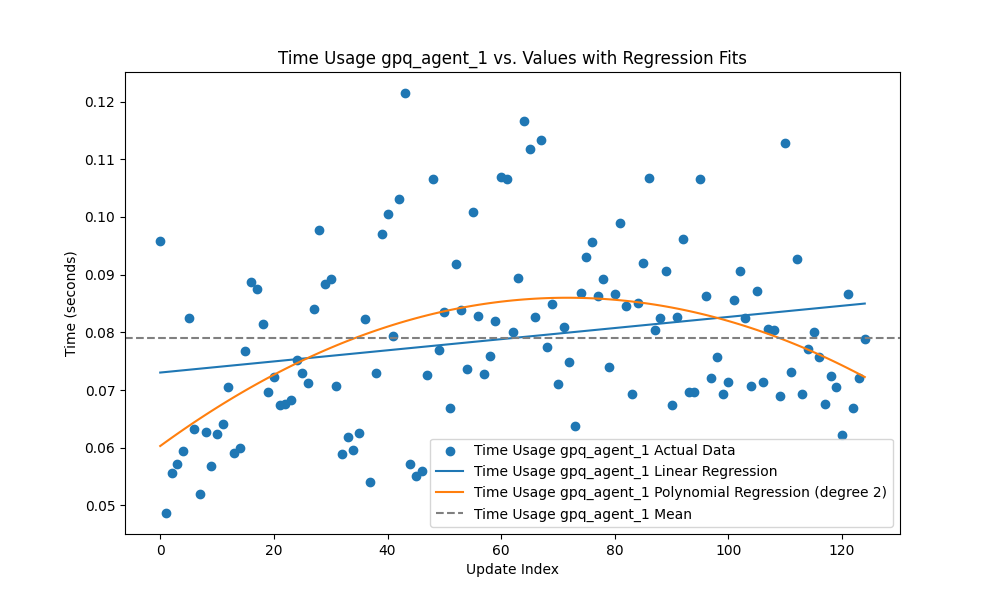 Time Usage gpq_agent_1 vs. Values with Regression Fits
0.12
0.11
0.10
0.09
0.08
0.07
0.06
0.05
Time (seconds)
Time Usage gpq_agent_1 Actual Data
Time Usage gpq_agent_1 Linear Regression
Time Usage gpq_agent_1 Polynomial Regression (degree 2)
Time Usage gpq_agent_1 Mean
0 20 40 60 80 100 120
Update Index